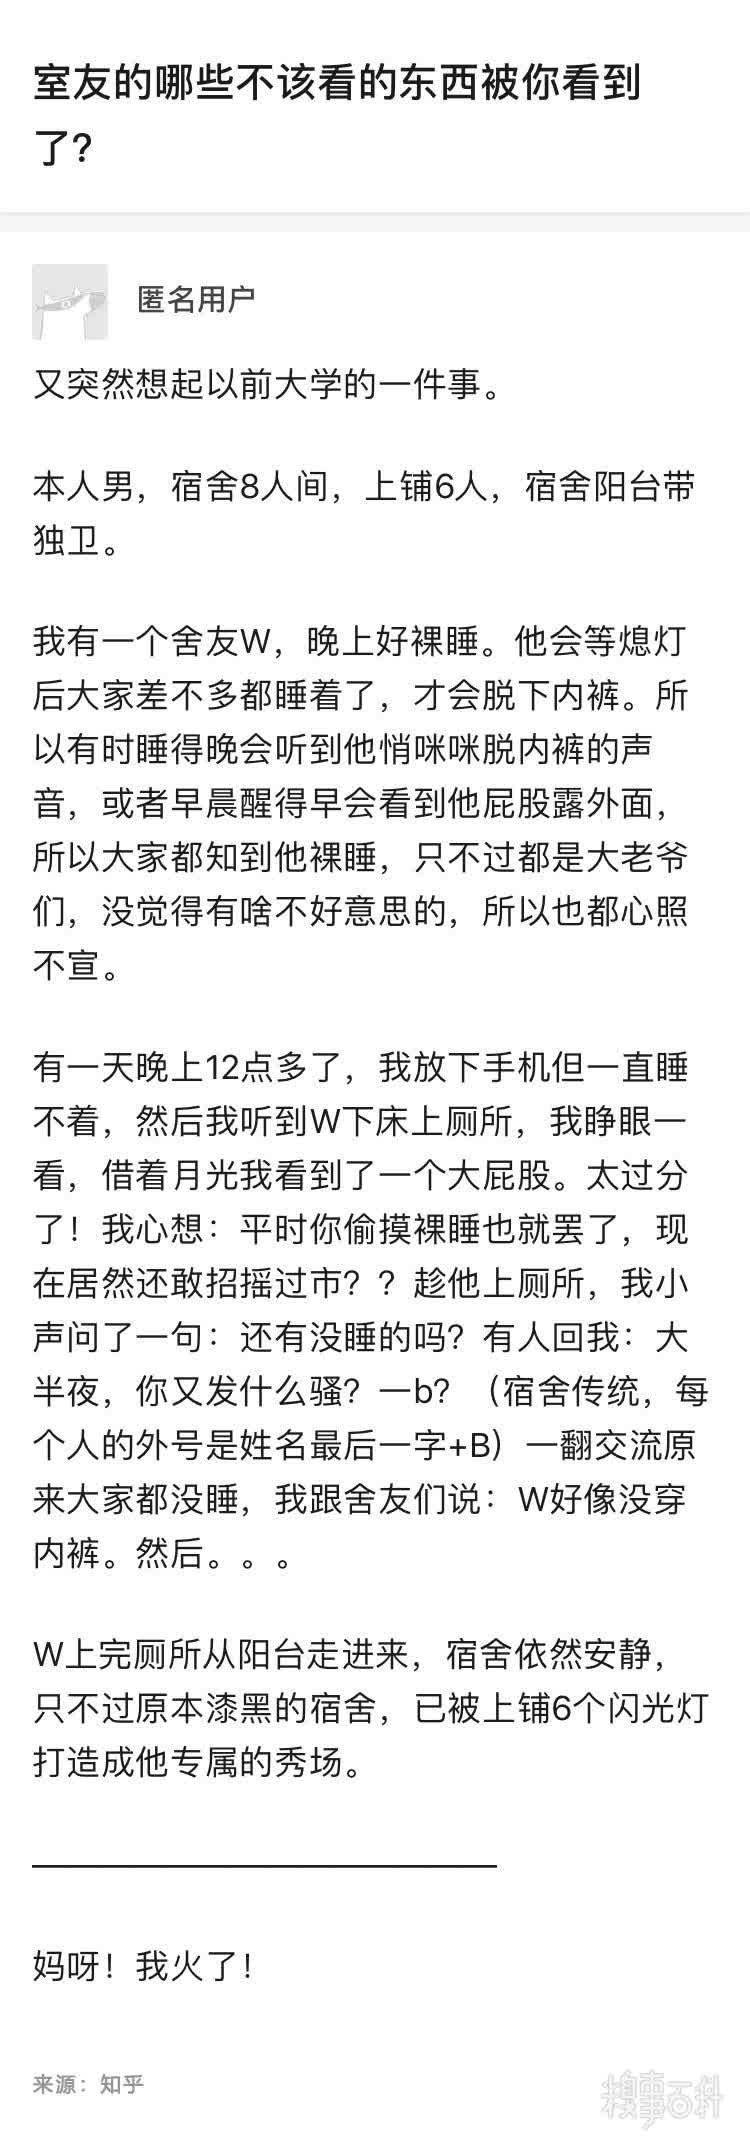 室友的哪些不该看的东西被你看到
了?
匿名用户
又突然想起以前大学的一件事。
本人男，宿舍8人间，上铺6人，宿舍阳台带
独卫。
我有一个舍友W，晚上好裸睡。他会等熄灯
后大家差不多都睡着了，才会脱下内裤。所
以有时睡得晚会听到他悄咪咪脱内裤的声
音，或者早晨醒得早会看到他屁股露外面，
所以大家都知到他裸睡，只不过都是大老爷
们，没觉得有啥不好意思的，所以也都心照
不宣。
有一天晚上12点多了，我放下手机但一直睡
不着，然后我听到W下床上厕所，我睁眼一
看，借着月光我看到了一个大屁股。太过分
了！我心想：平时你偷摸裸睡也就罢了，现
在居然还敢招摇过市？？趁他上厕所，我小
声问了一句：还有没睡的吗？有人回我：大
半夜，你又发什么骚？一b？（宿舍传统，每
个人的外号是姓名最后一字+B）一翻交流原
来大家都没睡，我跟舍友们说：W好像没穿
内裤。然后。。。
W上完厕所从阳台走进来，宿舍依然安静，
只不过原本漆黑的宿舍，已被上铺6个闪光灯
打造成他专属的秀场。
妈呀！我火了！
来源：知乎
糗事百科